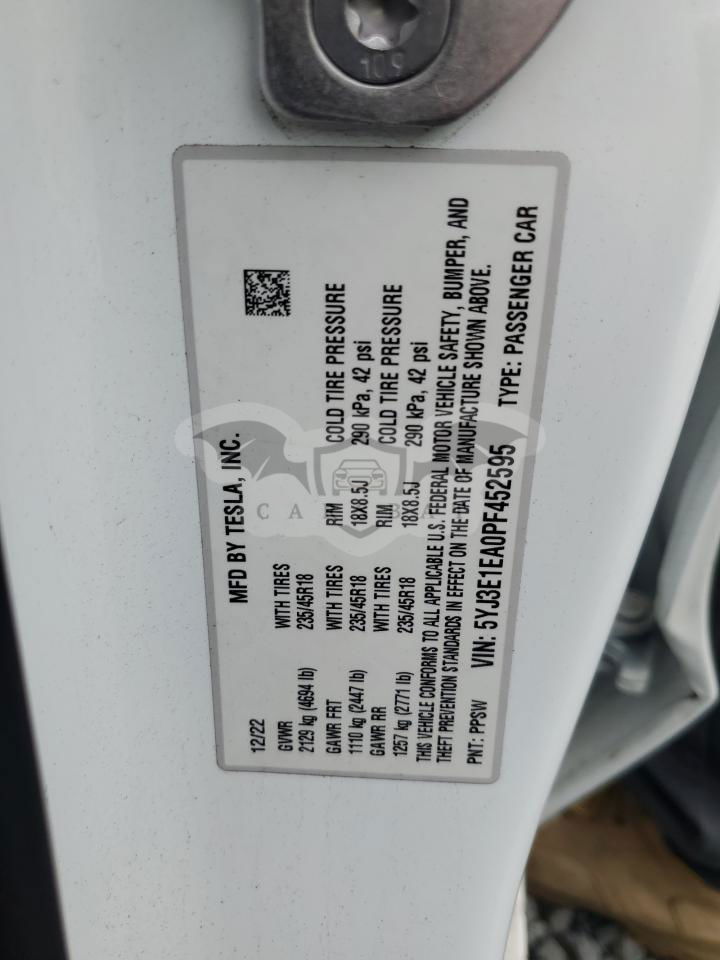 109
MFD BY TESLA, INC.
12/22
GVWR WITH TIRES RIM COLD TIRE PRESSURE
2129 kg (4694 lb) 235/45R18 18X8.5J 290 kPa, 42 psi
GAWR FRT WITH TIRES RIM COLD TIRE PRESSURE
1110 kg (2447 lb) 235/45R18 18X8.5J 290 kPa, 42 psi
GAWR RR WITH TIRES
1257 kg (2771 lb) 235/45R18
THIS VEHICLE CONFORMS TO ALL APPLICABLE U.S. FEDERAL MOTOR VEHICLE SAFETY, BUMPER, AND
THEFT PREVENTION STANDARDS IN EFFECT ON THE DATE OF MANUFACTURE SHOWN ABOVE.
PNT: PPSW VIN: 5YJ3E1EA0PF452595 TYPE: PASSENGER CAR